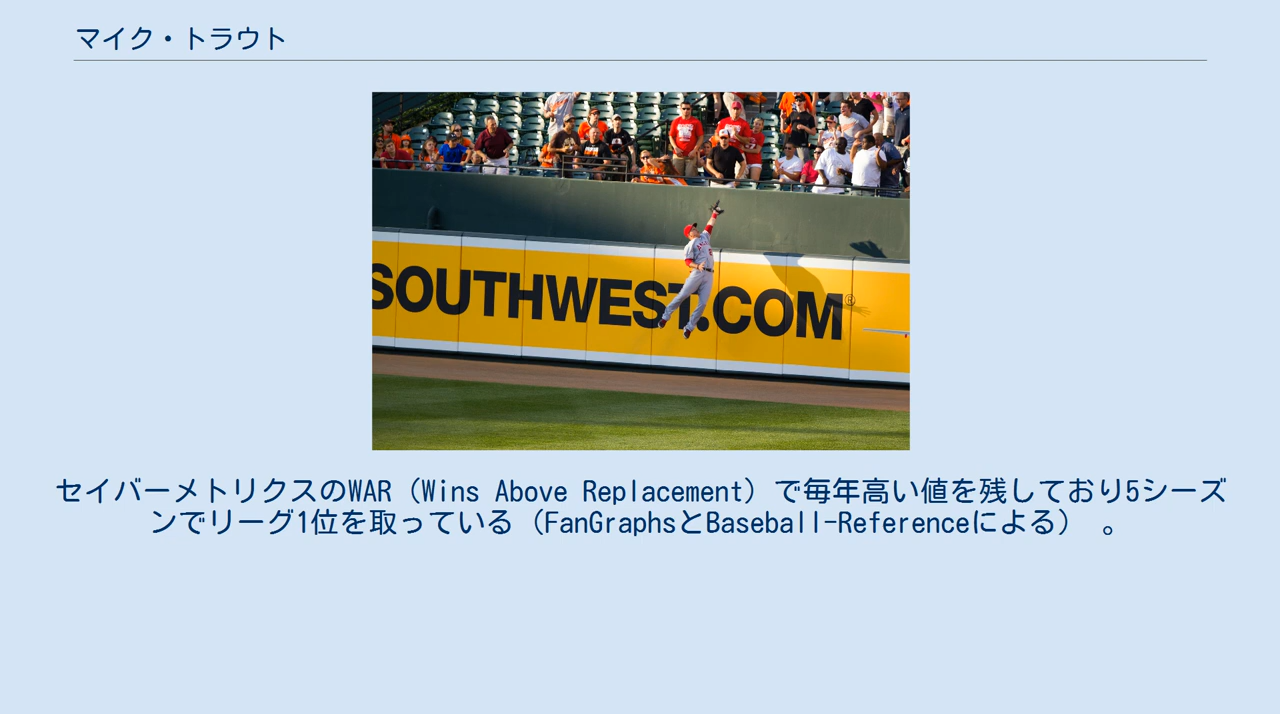 マイク・トラウト
SOUTHWEST.COM®
セイバーメトリクスのWAR（Wins Above Replacement）で毎年高い値を残しており5シーズ
ンでリーグ1位を取っている（FanGraphsとBaseball-Referenceによる） 。